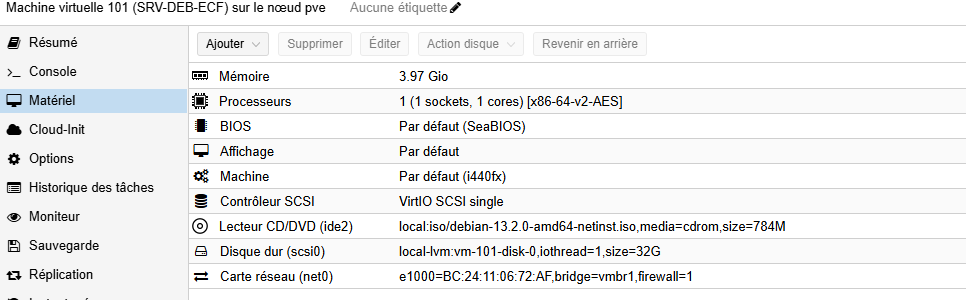 Machine virtuelle 101 (SRV-DEB-ECF) sur le nœud pve Aucune étiquette
Résumé
Console
Matériel
Cloud-Init
Options
Historique des tâches
Moniteur
Sauvegarde
Réplication
Ajouter Supprimer Éditer Action disque Revenir en arrière
Mémoire 3.97 Gio
Processeurs 1 (1 sockets, 1 cores) [x86-64-v2-AES]
BIOS Par défaut (SeaBIOS)
Affichage Par défaut
Machine Par défaut (i440fx)
Contrôleur SCSI VirtIO SCSI single
Lecteur CD/DVD (ide2) local:iso/debian-13.2.0-amd64-netinst.iso,media=cdrom,size=784M
Disque dur (scsi0) local-lvm:vm-101-disk-0,iothread=1,size=32G
Carte réseau (net0) e1000=BC:24:11:06:72:AF,bridge=vmbr1,firewall=1